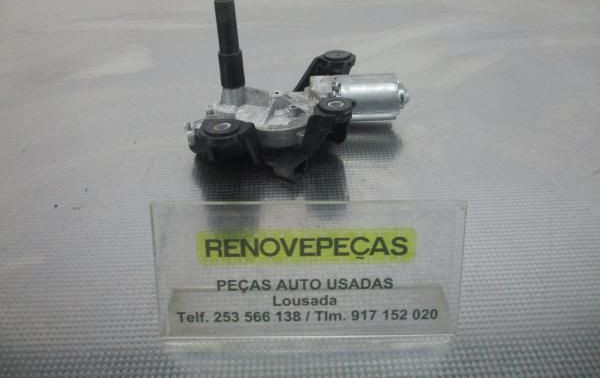 RENOVEPEÇAS
PEÇAS AUTO USADAS
Lousada
Telf. 253 566 138 / Tlm. 917 152 020